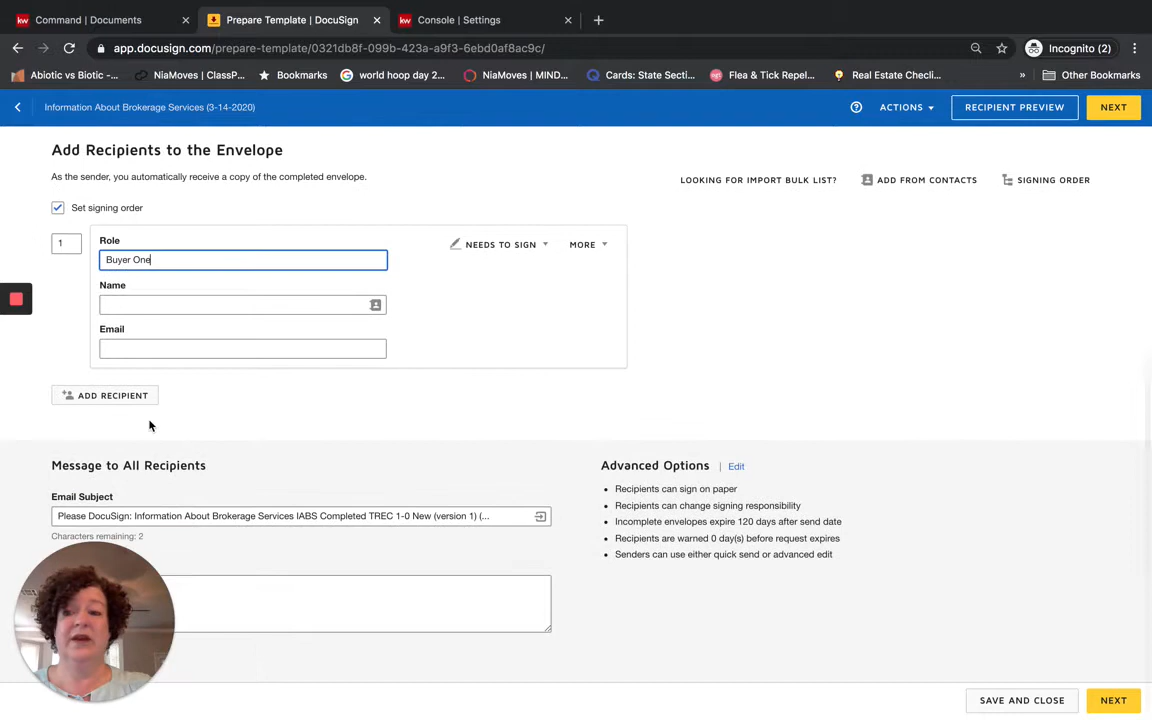 kw Command | Documents
Prepare Template | DocuSign
kw Console | Settings
app.docusign.com/prepare-template/0321db8f-099b-423a-a9f3-6ebd0af8ac9c/
Incognito (2)
Abiotic vs Biotic -...
NiaMoves | ClassP...
Bookmarks
world hoop day 2...
NiaMoves | MIND...
Cards: State Secti...
Flea & Tick Repel...
Real Estate Checli...
»
Other Bookmarks
Information About Brokerage Services (3-14-2020)
ACTIONS
RECIPIENT PREVIEW
NEXT
Add Recipients to the Envelope
As the sender, you automatically receive a copy of the completed envelope.
LOOKING FOR IMPORT BULK LIST?
ADD FROM CONTACTS
SIGNING ORDER
Set signing order
1
Role
NEEDS TO SIGN
MORE
Buyer One
Name
Email
ADD RECIPIENT
Message to All Recipients
Advanced Options | Edit
Email Subject
Please DocuSign: Information About Brokerage Services IABS Completed TREC 1-0 New (version 1) (...
Characters remaining: 2
• Recipients can sign on paper
• Recipients can change signing responsibility
• Incomplete envelopes expire 120 days after send date
• Recipients are warned 0 day(s) before request expires
• Senders can use either quick send or advanced edit
SAVE AND CLOSE
NEXT